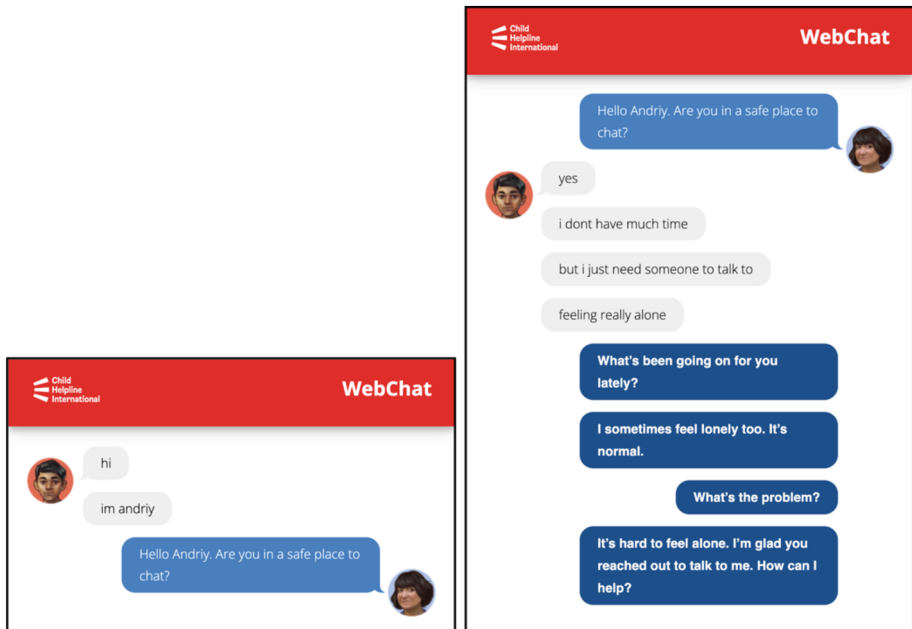 Child
Helpline
International
WebChat
hi
im andriy
Hello Andriy. Are you in a safe place to
chat?
Child
Helpline
International
WebChat
Hello Andriy. Are you in a safe place to
chat?
yes
i dont have much time
but i just need someone to talk to
feeling really alone
What's been going on for you
lately?
I sometimes feel lonely too. It's
normal.
What's the problem?
It's hard to feel alone. I'm glad you
reached out to talk to me. How can I
help?